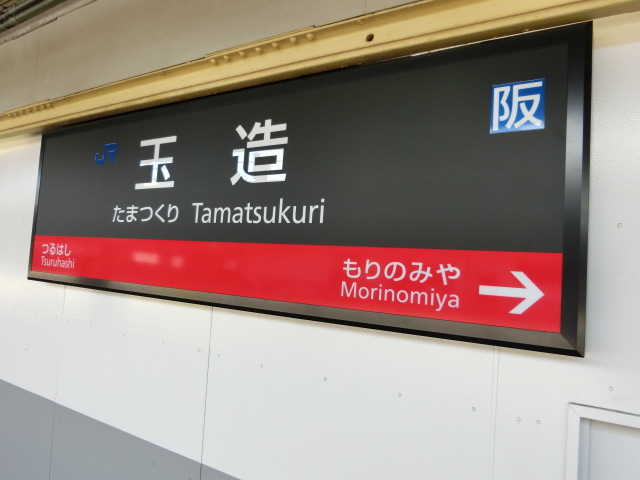 阪
JR 玉造
たまつくり Tamatsukuri
つるはし
Tsuruhashi
もりのみや
Morinomiya